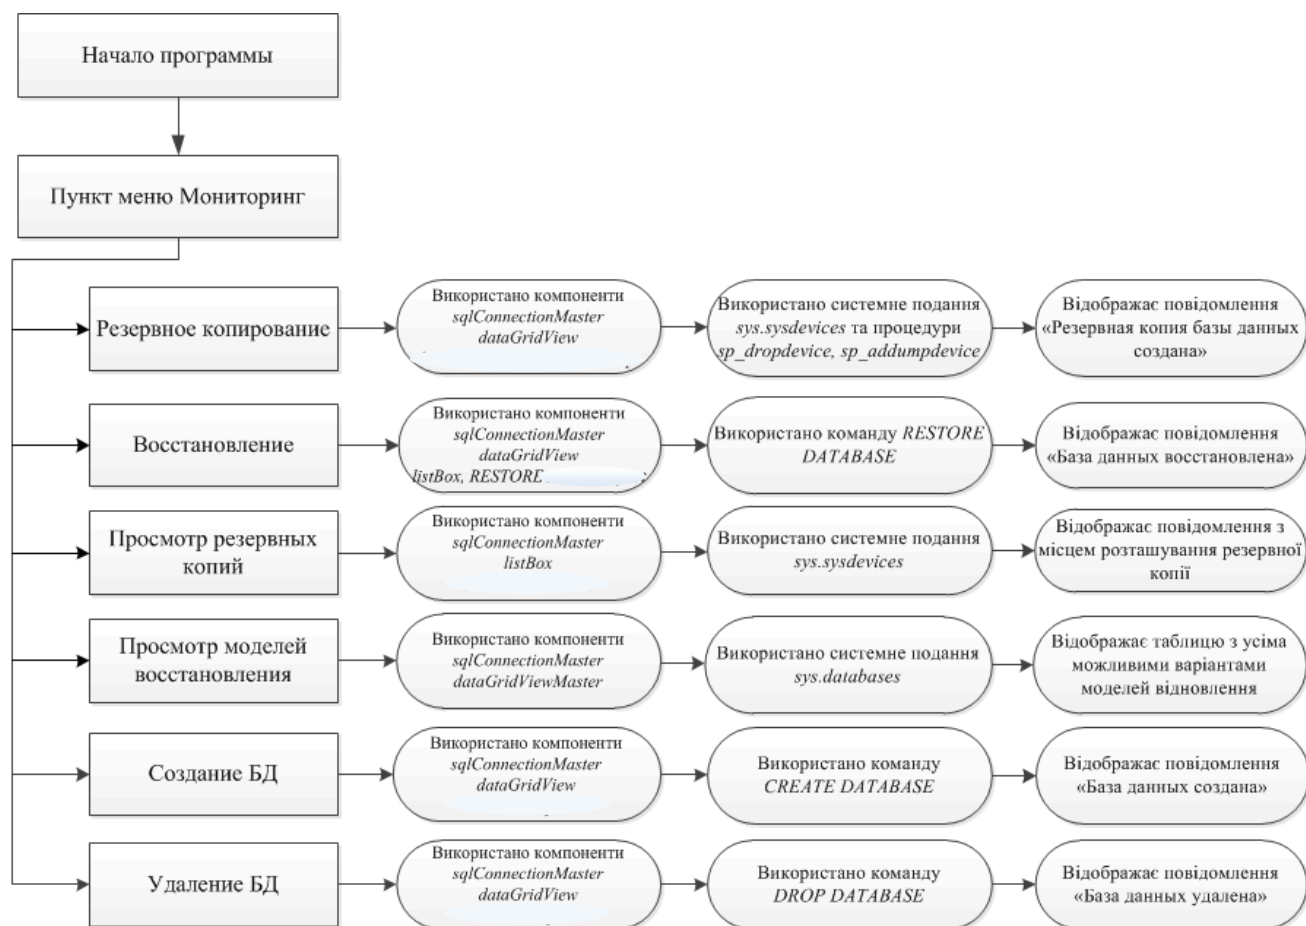 Начало программы
Пункт меню Мониторинг
Резервное копирование
Використано компоненти
sqlConnectionMaster
dataGridView
Використано системне подання
sys.sysdevices та процедури
sp_dropdevice, sp_addumpdevice
Відображає повідомлення
«Резервная копия базы данных
создана»
Восстановление
Використано компоненти
sqlConnectionMaster
dataGridView
listBox, RESTORE
Використано команду RESTORE
DATABASE
Відображає повідомлення
«База данных восстановлена»
Просмотр резервных
копий
Використано компоненти
sqlConnectionMaster
listBox
Використано системне подання
sys.sysdevices
Відображає повідомлення з
місцем розташування резервної
копії
Просмотр моделей
восстановления
Використано компоненти
sqlConnectionMaster
dataGridViewMaster
Використано системне подання
sys.databases
Відображає таблицю з усіма
можливими варіантами
моделей відновлення
Создание БД
Використано компоненти
sqlConnectionMaster
dataGridView
Використано команду
CREATE DATABASE
Відображає повідомлення
«База данных создана»
Удаление БД
Використано компоненти
sqlConnectionMaster
dataGridView
Використано команду
DROP DATABASE
Відображає повідомлення
«База данных удалена»